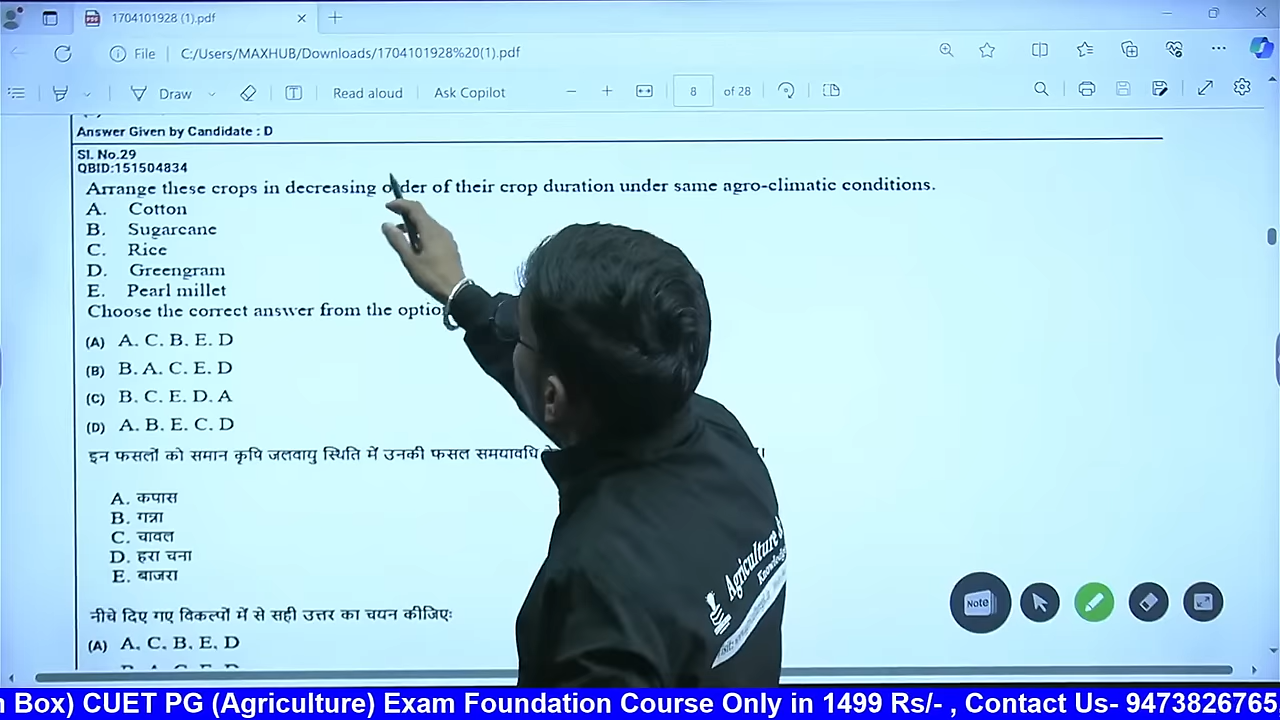 1704101928 (1).pdf
File C:/Users/MAXHUB/Downloads/1704101928%20(1).pdf
Draw Read aloud Ask Copilot 8 of 28
Answer Given by Candidate : D
Sl. No.29
QBID:151504834
Arrange these crops in decreasing order of their crop duration under same agro-climatic conditions.
A. Cotton
B. Sugarcane
C. Rice
D. Greengram
E. Pearl millet
Choose the correct answer from the
(A) A. C. B. E. D
(B) B. A. C. E. D
(C) B. C. E. D. A
(D) A. B. E. C. D
इन फसलों को समान कृषि जलवायु स्थिति में उनकी फसल समयावधि
A. कपास
B. गन्ना
C. चावल
D. हरा चना
E. बाजरा
नीचे दिए गए विकल्पों में से सही उत्तर का चयन कीजिए:
(A) A. C. B. E. D
Note
Agriculture
Box) CUET PG (Agriculture) Exam Foundation Course Only in 1499 Rs/- , Contact Us- 9473826765